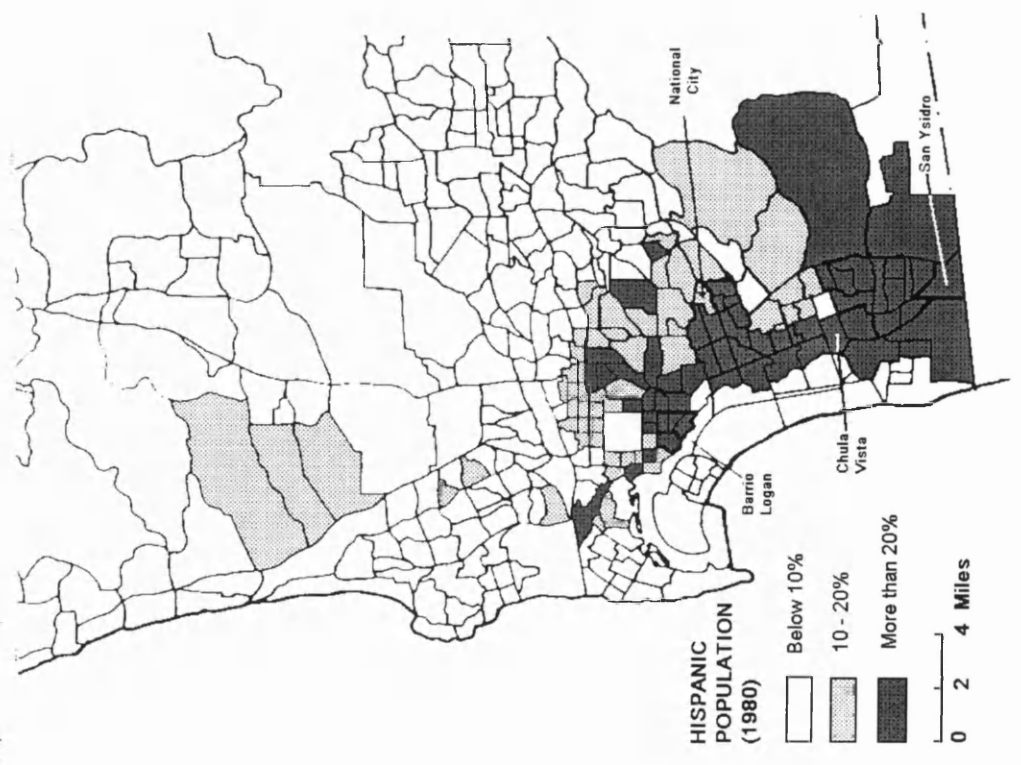 HISPANIC
POPULATION
(1980)
Below 10%
10 - 20%
More than 20%
0 2 4 Miles
Barrio
Logan
Chula
Vista
National
City
San Ysidro